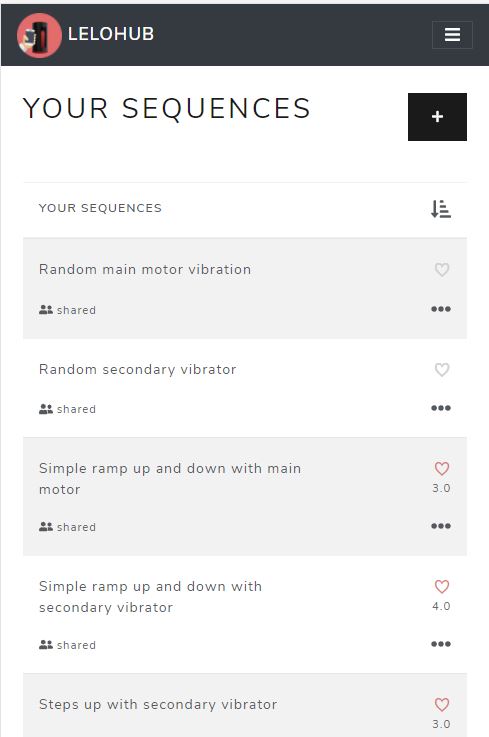 LELOHUB
YOUR SEQUENCES
+
YOUR SEQUENCES
Random main motor vibration
shared
Random secondary vibrator
shared
Simple ramp up and down with main
motor
3.0
shared
Simple ramp up and down with
secondary vibrator
4.0
shared
Steps up with secondary vibrator
3.0